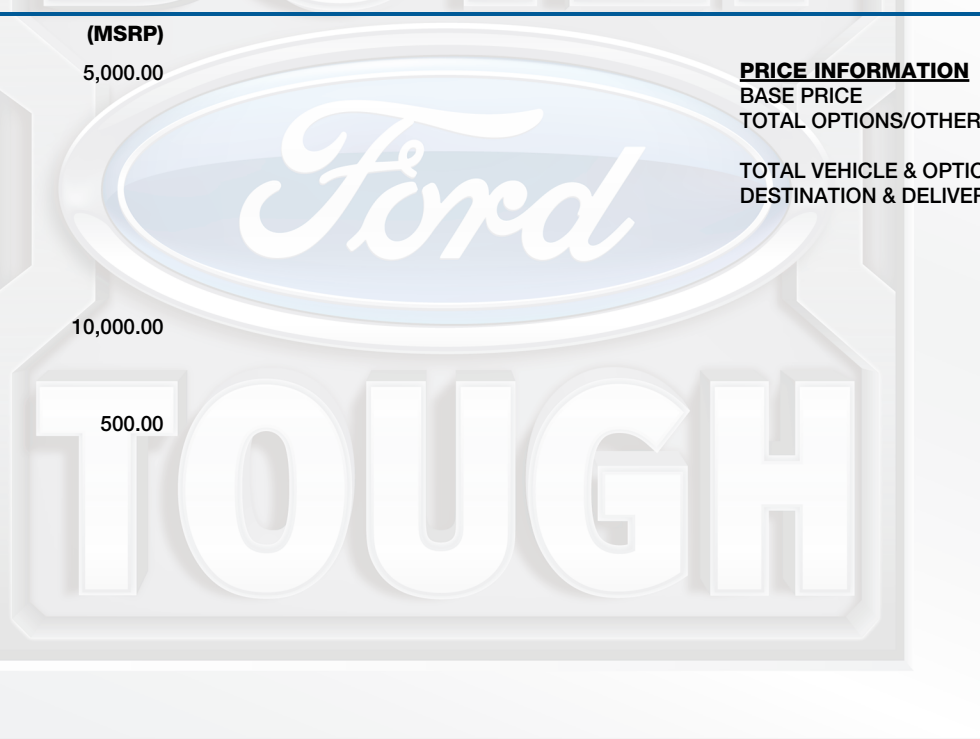 (MSRP)
5,000.00
10,000.00
500.00
PRICE INFORMATION
BASE PRICE
TOTAL OPTIONS/OTHER
TOTAL VEHICLE & OPTIO
DESTINATION & DELIVER
Ford
TOUGH